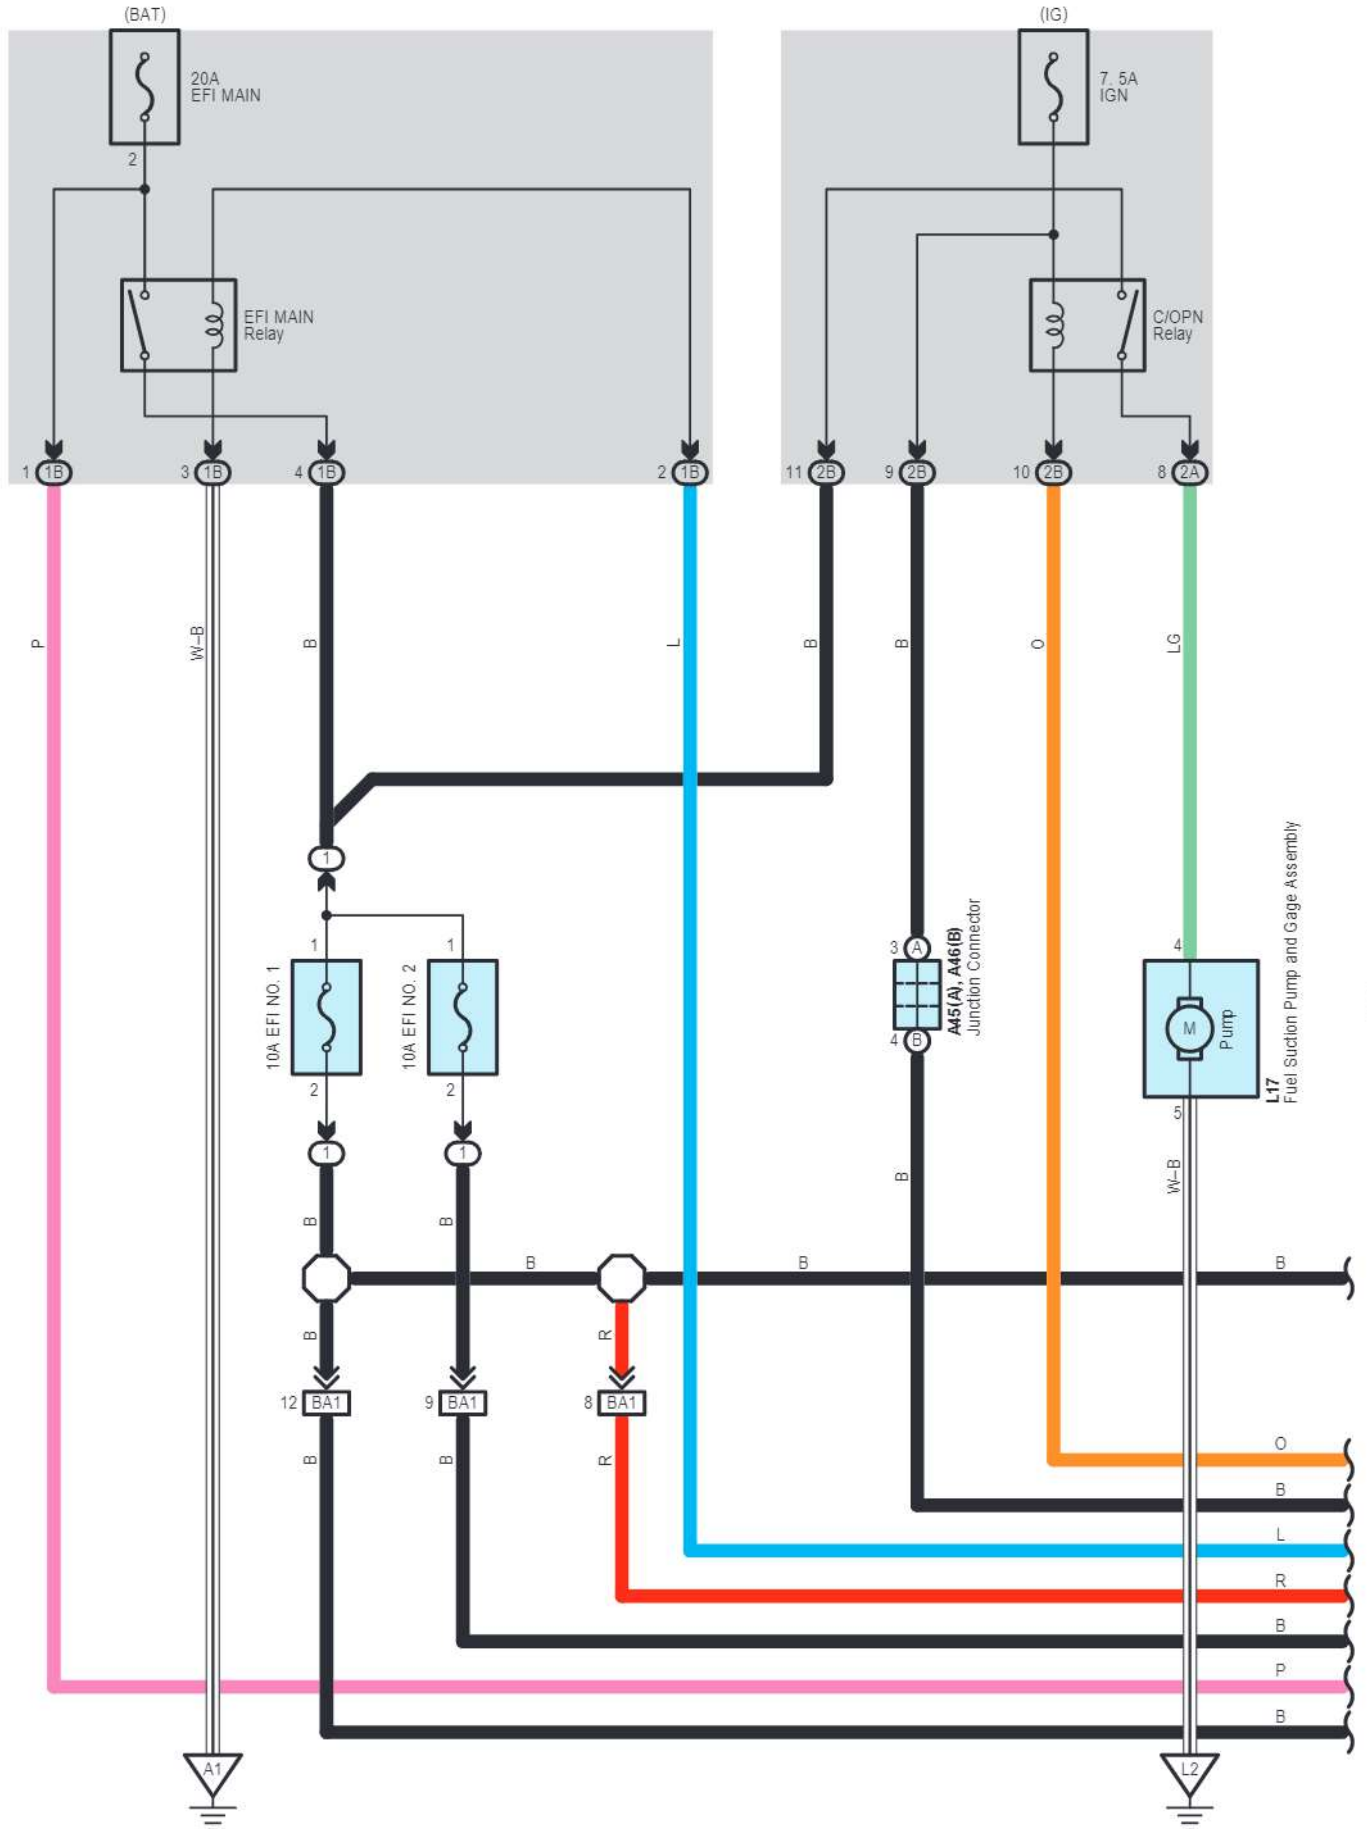 (BAT)
(IG)
20A
EFI MAIN
7. 5A
IGN
2
EFI MAIN
Relay
C/OPN
Relay
1 1B
3 1B
4 1B
2 1B
11 2B
9 2B
10 2B
8 2A
P
W–B
B
L
B
B
O
LG
1
1
1
10A EFI NO. 1
10A EFI NO. 2
2
2
1
1
3 A
4 B
A45(A), A46(B)
Junction Connector
4
M
Pump
5
L17
Fuel Suction Pump and Gage Assembly
B
W–B
B
B
B
B
B
B
R
12 BA1
9 BA1
8 BA1
B
B
R
O
B
L
R
B
P
B
A1
L2